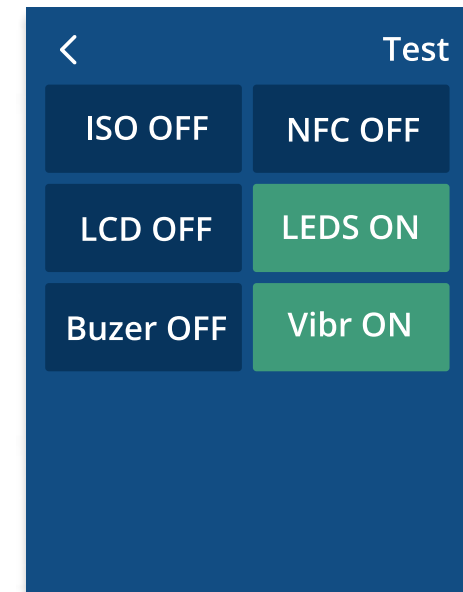 Test
ISO OFF
NFC OFF
LCD OFF
LEDS ON
Buzer OFF
Vibr ON